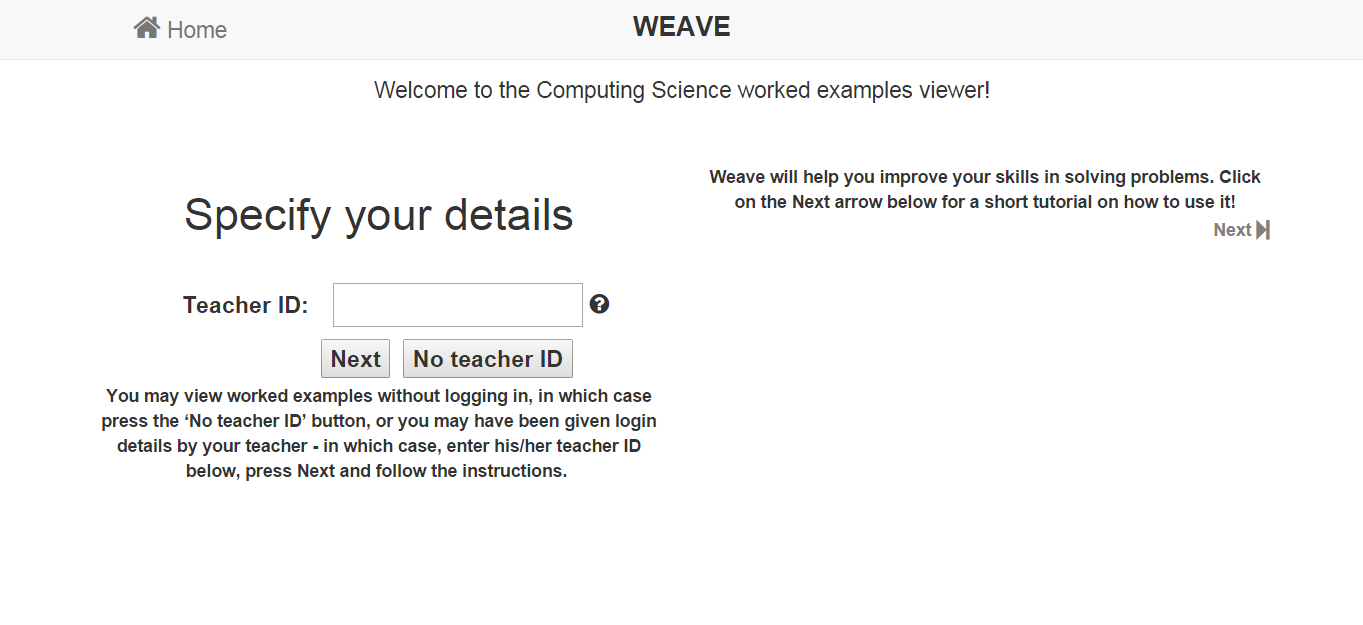 Home
WEAVE
Welcome to the Computing Science worked examples viewer!
Specify your details
Teacher ID:
Next
No teacher ID
You may view worked examples without logging in, in which case
press the ‘No teacher ID’ button, or you may have been given login
details by your teacher - in which case, enter his/her teacher ID
below, press Next and follow the instructions.
Weave will help you improve your skills in solving problems. Click
on the Next arrow below for a short tutorial on how to use it!
Next